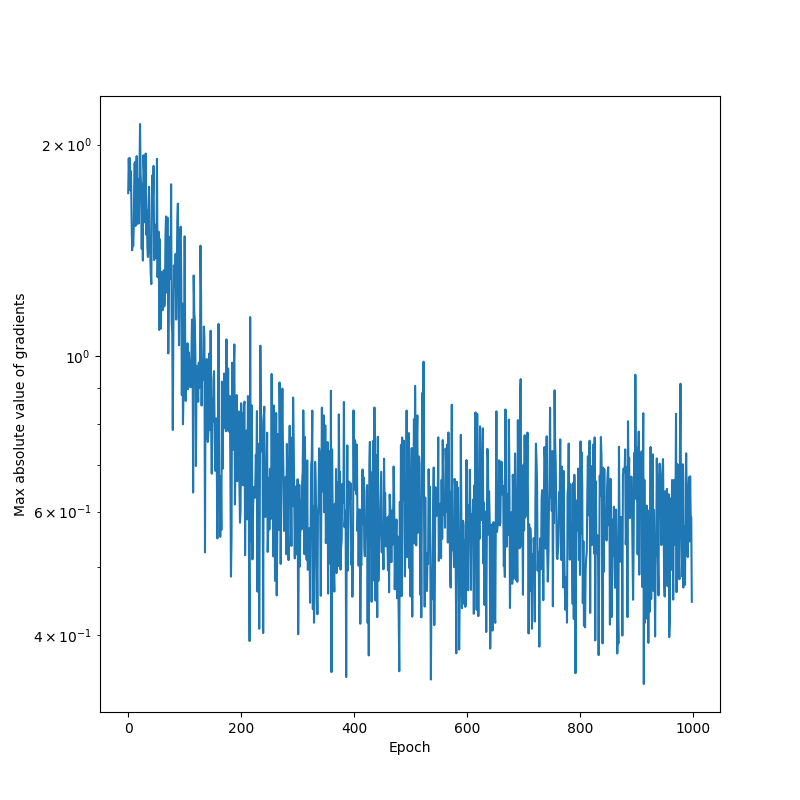 Max absolute value of gradients
2 × 10⁰
10⁰
6 × 10⁻¹
4 × 10⁻¹
0 200 400 600 800 1000
Epoch